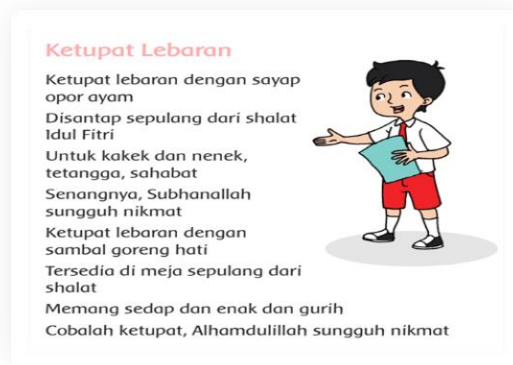 Ketupat Lebaran
Ketupat lebaran dengan sayap
opor ayam
Disantap sepulang dari shalat
Idul Fitri
Untuk kakek dan nenek,
tetangga, sahabat
Senangnya, Subhanallah
sungguh nikmat
Ketupat lebaran dengan
sambal goreng hati
Tersedia di meja sepulang dari
shalat
Memang sedap dan enak dan gurih
Cobalah ketupat, Alhamdulillah sungguh nikmat